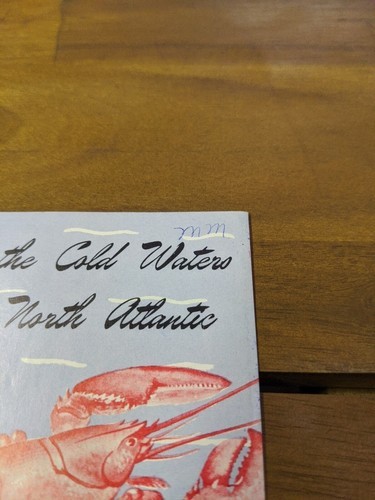 the Cold Waters
North Atlantic